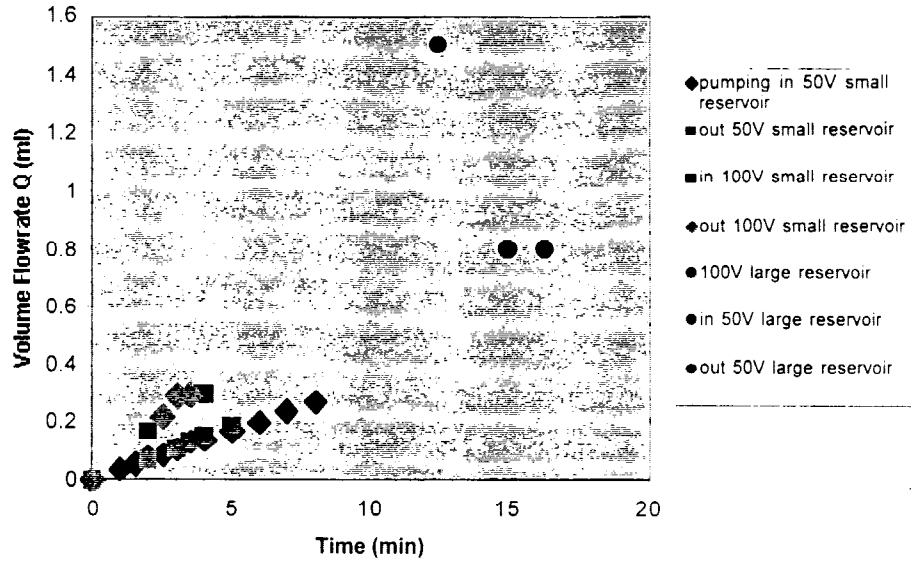 1.6
1.4
1.2
1
0.8
0.6
0.4
0.2
0
Volume Flowrate Q (ml)
0 5 10 15 20
Time (min)
pumping in 50V small
reservoir
out 50V small reservoir
in 100V small reservoir
out 100V small reservoir
100V large reservoir
in 50V large reservoir
out 50V large reservoir